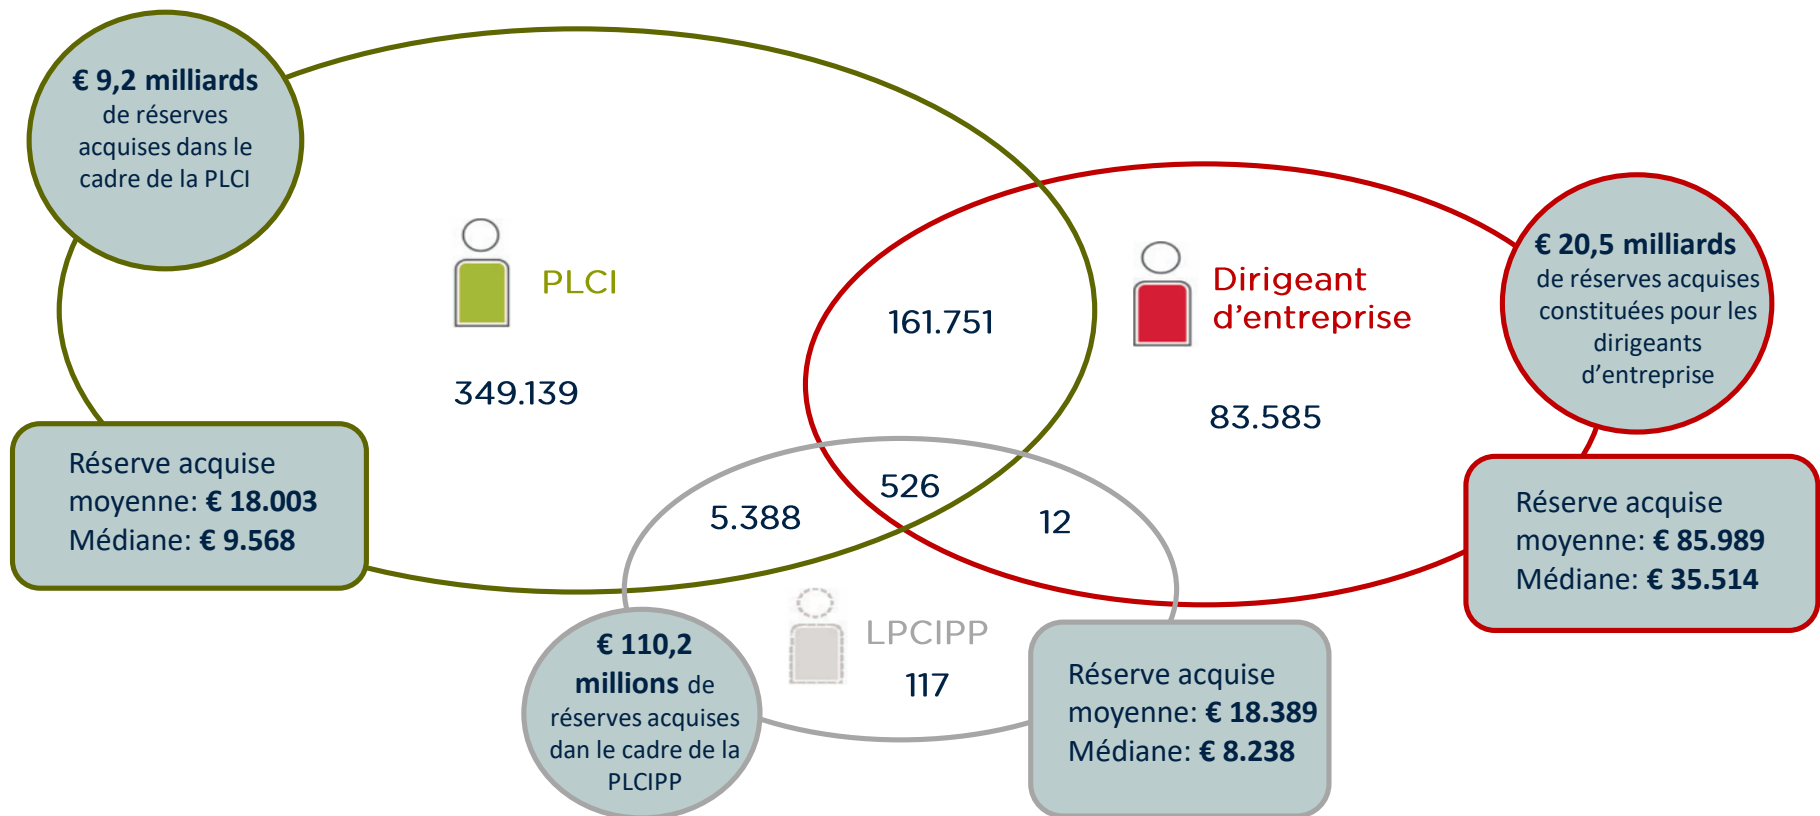 € 9,2 milliards
de réserves
acquises dans le
cadre de la PLCI
PLCI
349.139
Réserve acquise
moyenne: € 18.003
Médiane: € 9.568
161.751
Dirigeant
d’entreprise
83.585
€ 20,5 milliards
de réserves acquises
constituées pour les
dirigeants
d’entreprise
Réserve acquise
moyenne: € 85.989
Médiane: € 35.514
526
5.388
12
LPCIPP
117
€ 110,2
millions de
réserves acquises
dan le cadre de la
PLCIPP
Réserve acquise
moyenne: € 18.389
Médiane: € 8.238